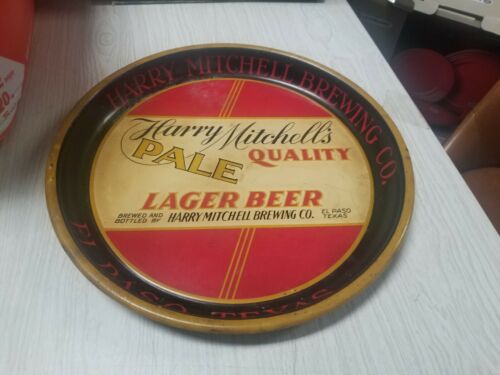 HARRY MITCHELL BREWING CO.
Harry Mitchell's
PALE QUALITY
LAGER BEER
BREWED AND BOTTLED BY HARRY MITCHELL BREWING CO. EL PASO TEXAS
EL PASO, TEXAS